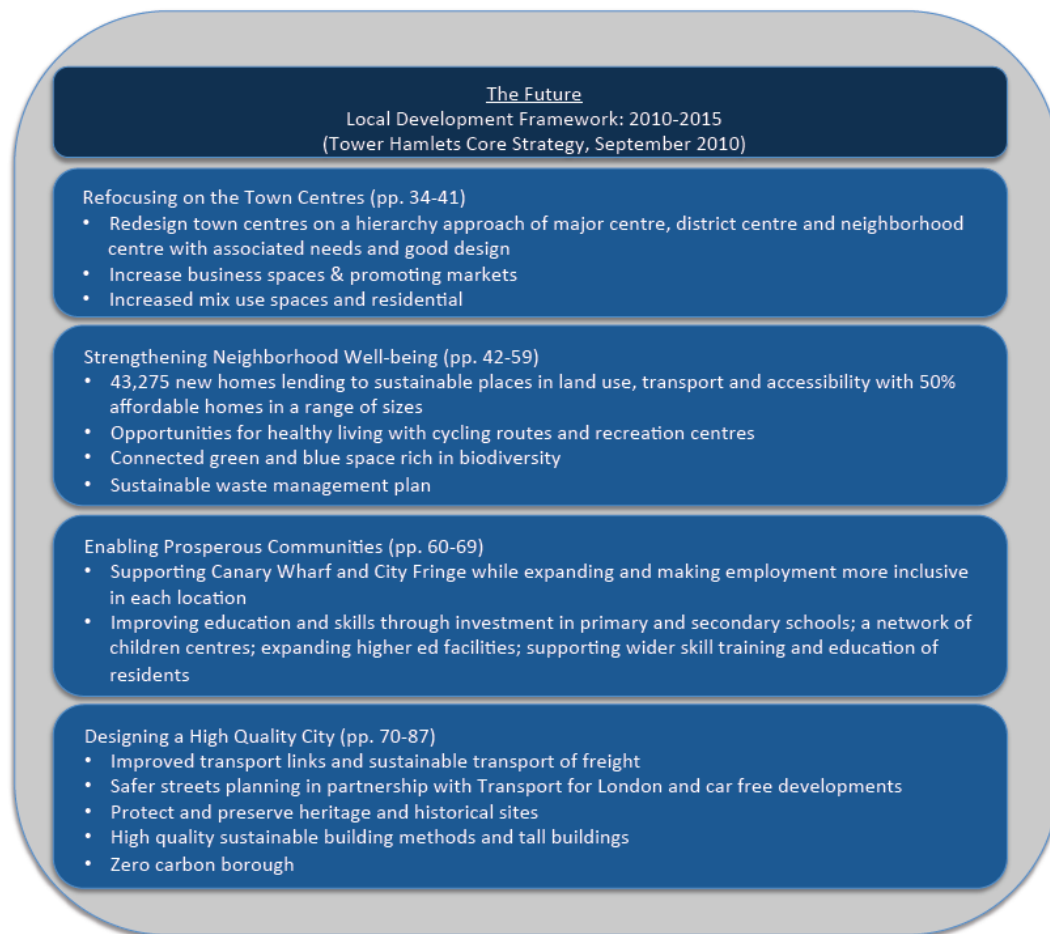 The Future
Local Development Framework: 2010-2015
(Tower Hamlets Core Strategy, September 2010)
Refocusing on the Town Centres (pp. 34-41)
• Redesign town centres on a hierarchy approach of major centre, district centre and neighborhood
centre with associated needs and good design
• Increase business spaces & promoting markets
• Increased mix use spaces and residential
Strengthening Neighborhood Well-being (pp. 42-59)
• 43,275 new homes lending to sustainable places in land use, transport and accessibility with 50%
affordable homes in a range of sizes
• Opportunities for healthy living with cycling routes and recreation centres
• Connected green and blue space rich in biodiversity
• Sustainable waste management plan
Enabling Prosperous Communities (pp. 60-69)
• Supporting Canary Wharf and City Fringe while expanding and making employment more inclusive
in each location
• Improving education and skills through investment in primary and secondary schools; a network of
children centres; expanding higher ed facilities; supporting wider skill training and education of
residents
Designing a High Quality City (pp. 70-87)
• Improved transport links and sustainable transport of freight
• Safer streets planning in partnership with Transport for London and car free developments
• Protect and preserve heritage and historical sites
• High quality sustainable building methods and tall buildings
• Zero carbon borough